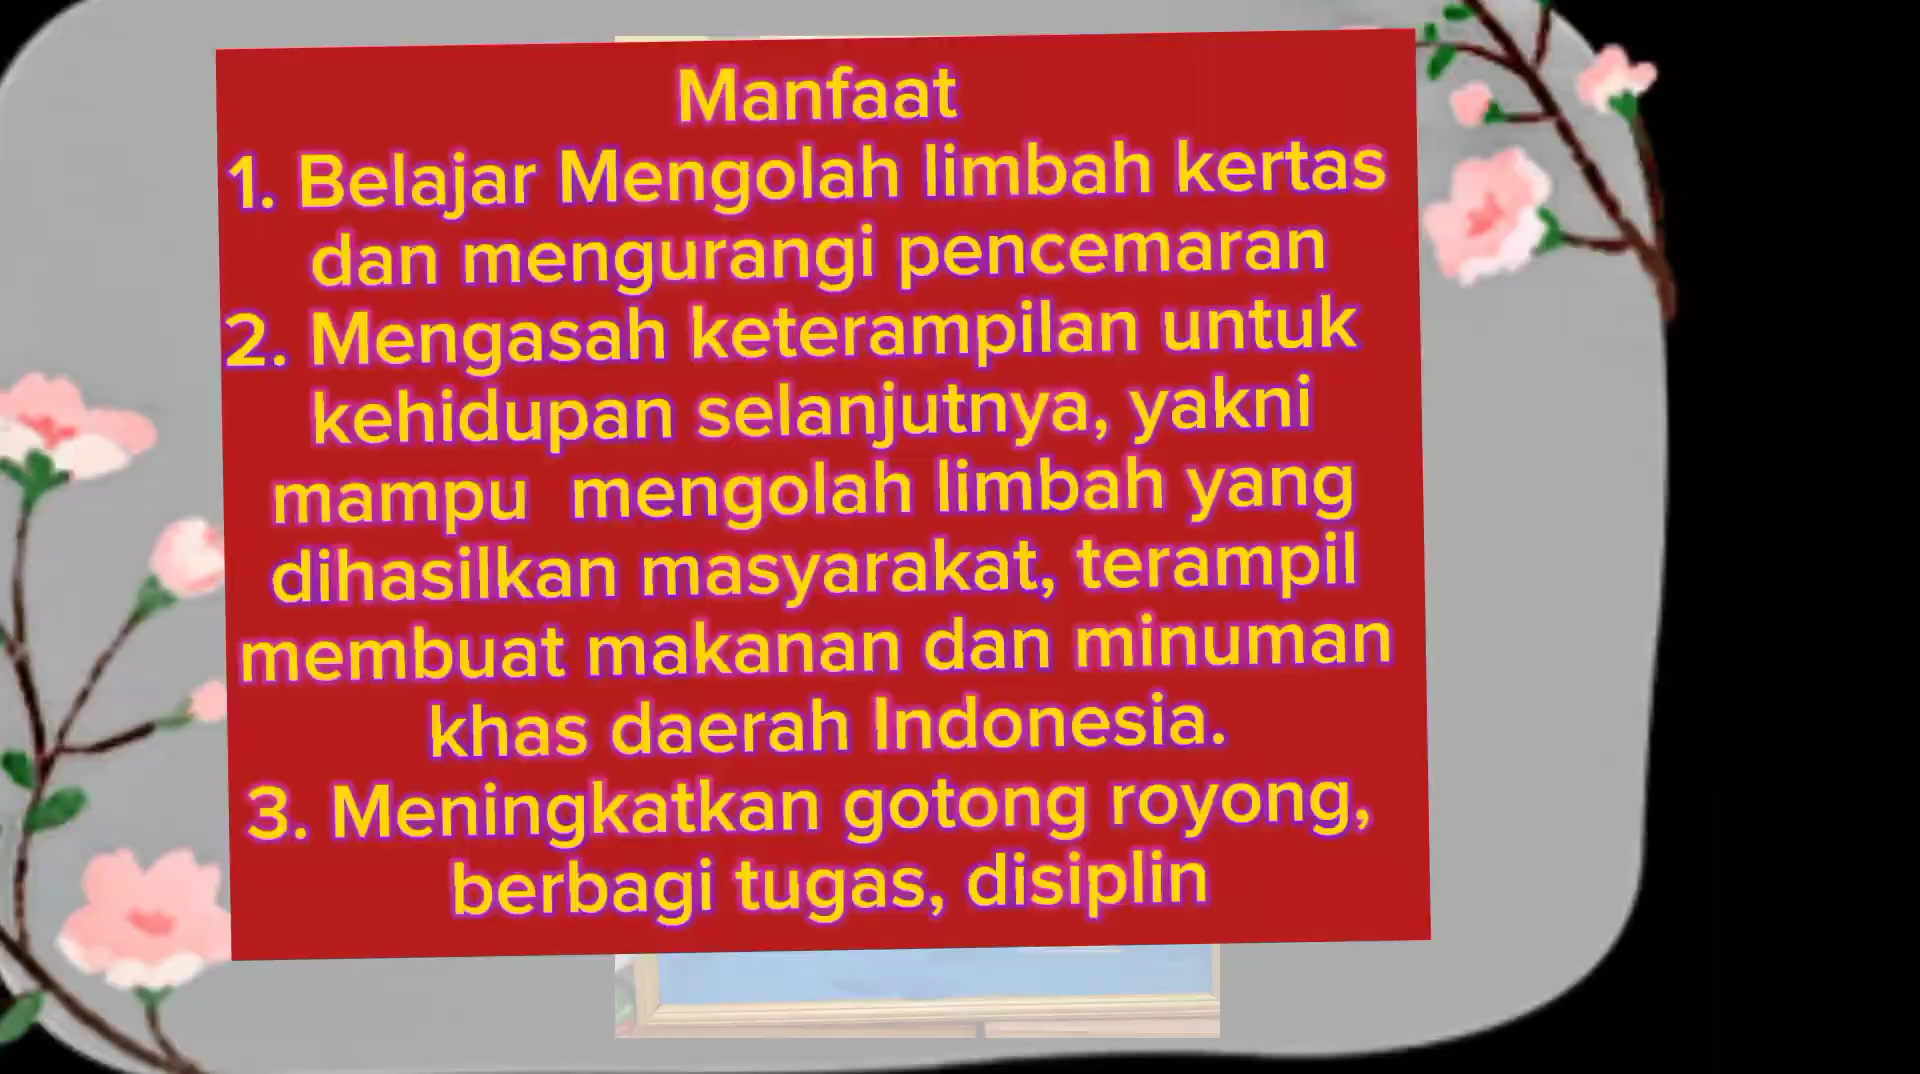 Manfaat
1. Belajar Mengolah limbah kertas
dan mengurangi pencemaran
2. Mengasah keterampilan untuk
kehidupan selanjutnya, yakni
mampu  mengolah limbah yang
dihasilkan masyarakat, terampil
membuat makanan dan minuman
khas daerah Indonesia.
3. Meningkatkan gotong royong,
berbagi tugas, disiplin